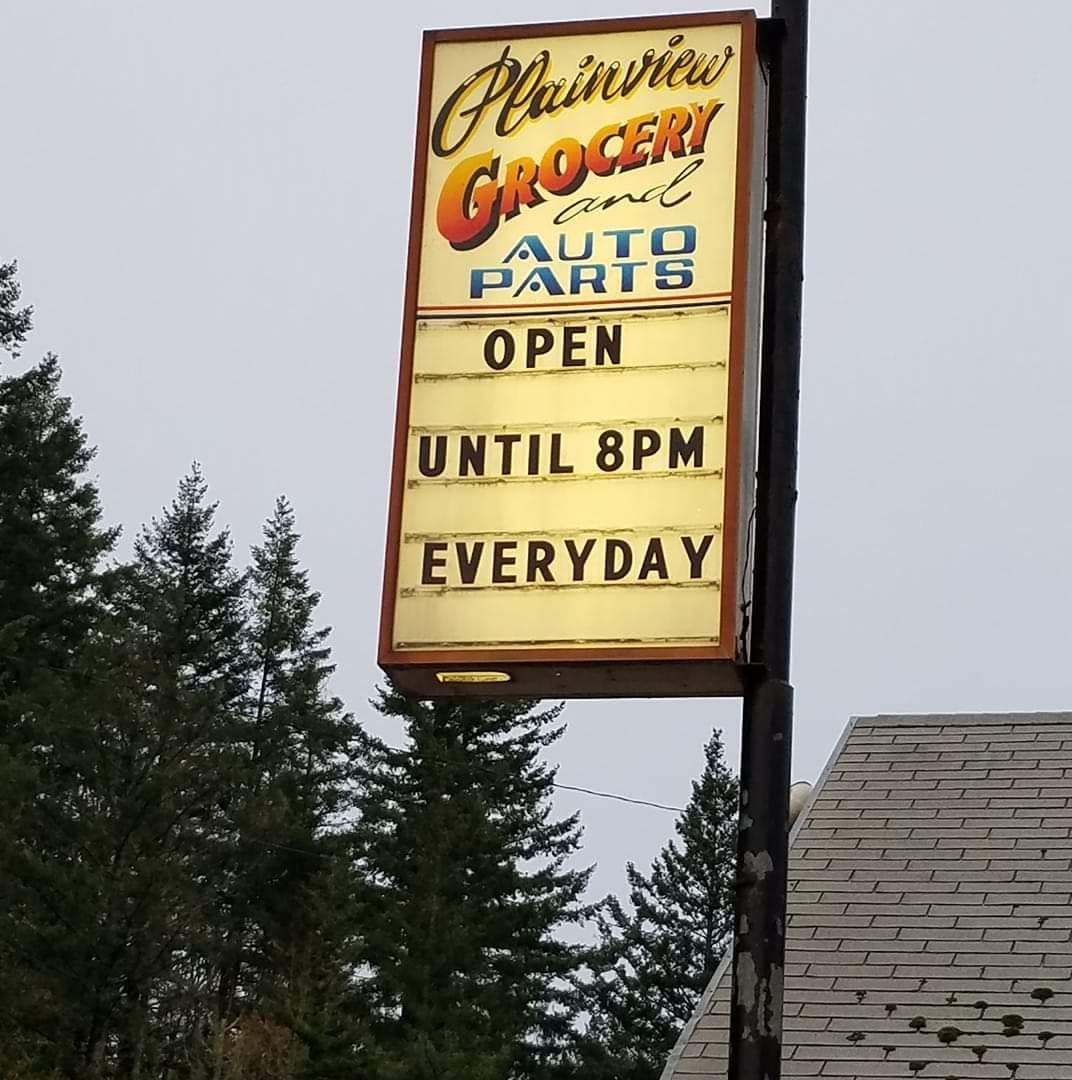 Plainview
GROCERY
and
AUTO
PARTS
OPEN
UNTIL 8PM
EVERYDAY